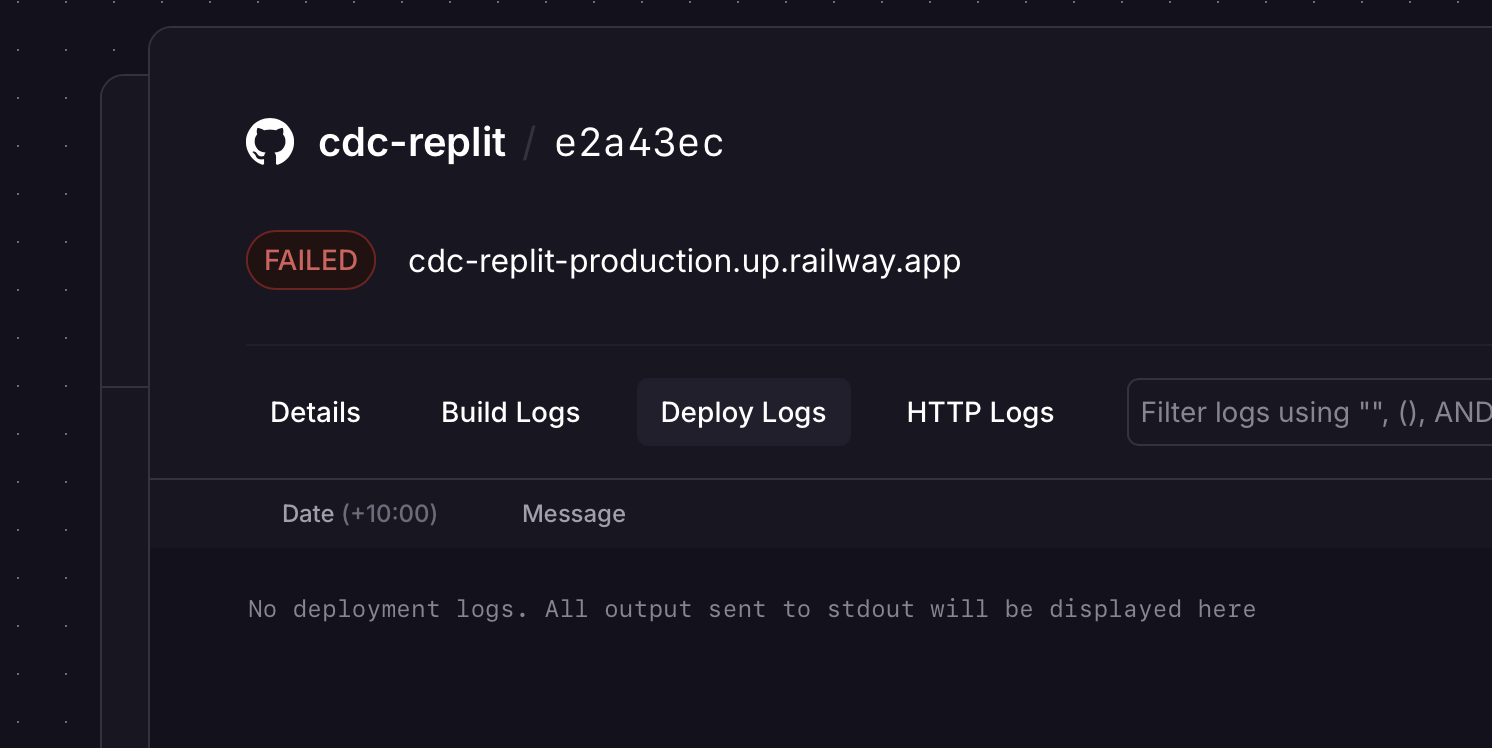 cdc-replit / e2a43ec
FAILED cdc-replit-production.up.railway.app
Details Build Logs Deploy Logs HTTP Logs Filter logs using "", (), AND
Date (+10:00) Message
No deployment logs. All output sent to stdout will be displayed here